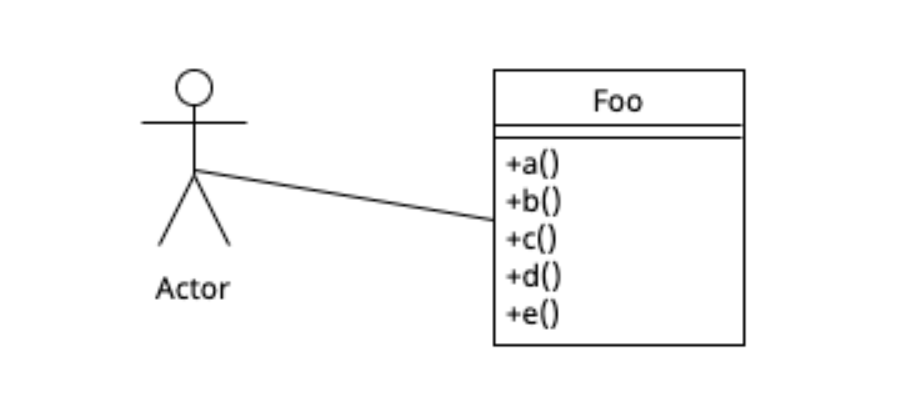 Foo
+a()
+b()
+c()
+d()
+e()
Actor